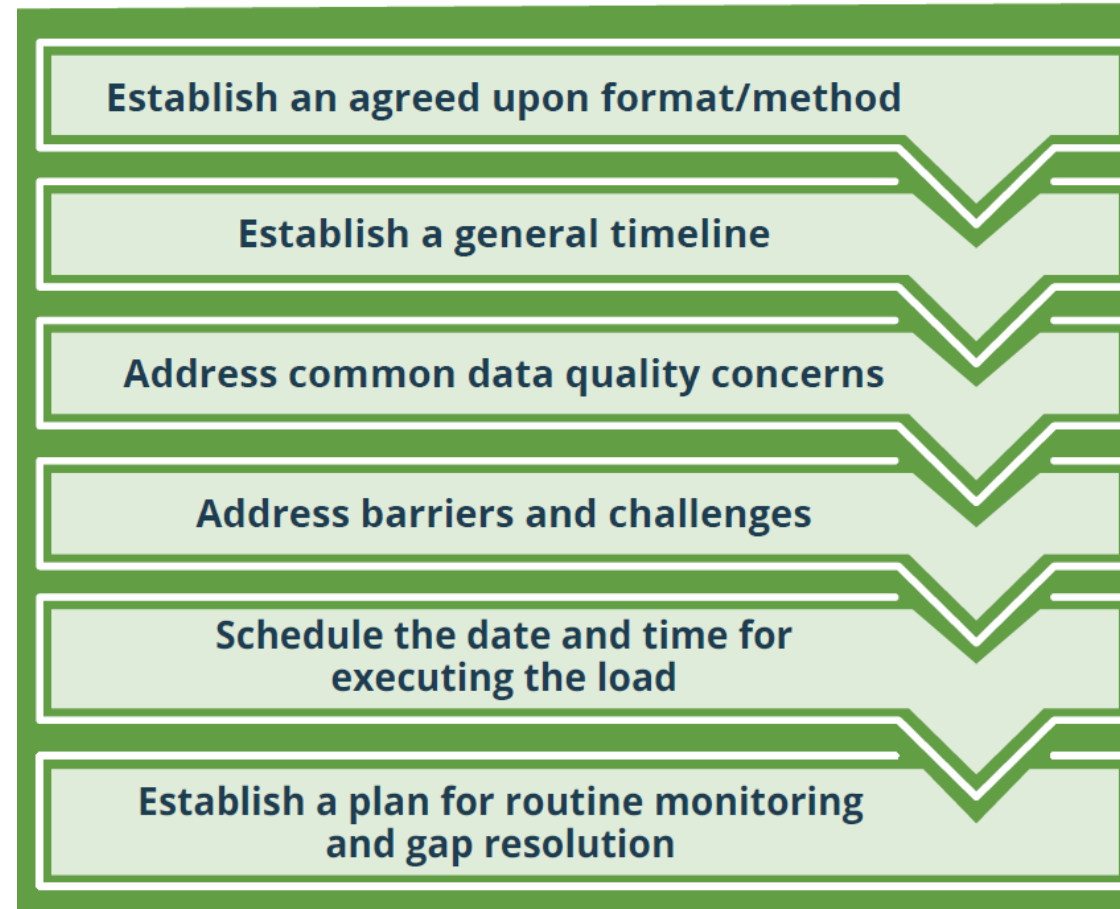 Establish an agreed upon format/method
Establish a general timeline
Address common data quality concerns
Address barriers and challenges
Schedule the date and time for
executing the load
Establish a plan for routine monitoring
and gap resolution